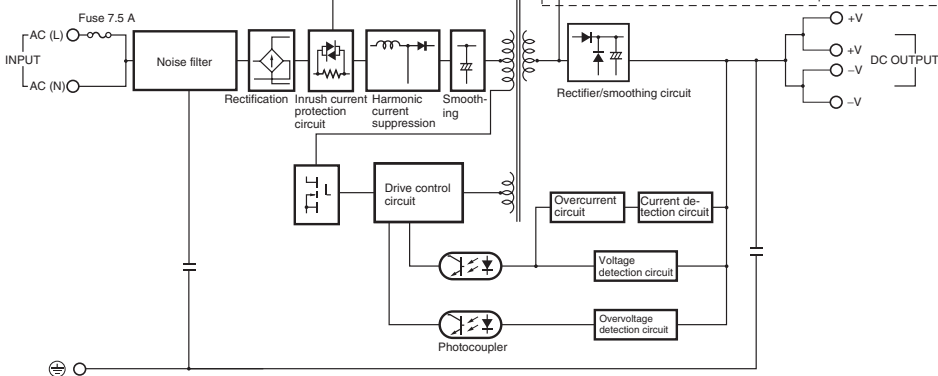 Fuse 7.5 A
AC (L)
INPUT
AC (N)
Noise filter
Rectification
Inrush current
protection
circuit
Harmonic
current
suppression
Smooth-
ing
Rectifier/smoothing circuit
+V
+V
−V
−V
DC OUTPUT
Drive control
circuit
Overcurrent
circuit
Current de-
tection circuit
Voltage
detection circuit
Overvoltage
detection circuit
Photocoupler